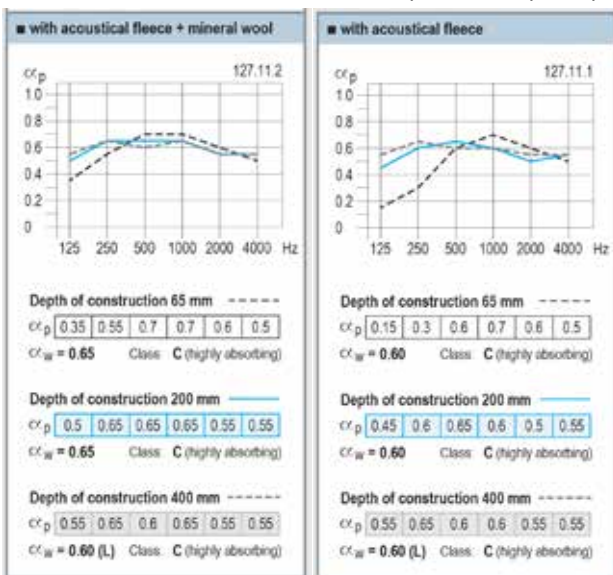 ■ with acoustical fleece + mineral wool
αp 127.11.2
1.0
0.8
0.6
0.4
0.2
0
125 250 500 1000 2000 4000 Hz
Depth of construction 65 mm -----
αp 0.35 0.55 0.7 0.7 0.6 0.5
αw = 0.65 Class: C (highly absorbing)
Depth of construction 200 mm
αp 0.5 0.65 0.65 0.65 0.55 0.55
αw = 0.65 Class: C (highly absorbing)
Depth of construction 400 mm -----
αp 0.55 0.65 0.6 0.65 0.55 0.55
αw = 0.60 (L) Class: C (highly absorbing)
■ with acoustical fleece
αp 127.11.1
1.0
0.8
0.6
0.4
0.2
0
125 250 500 1000 2000 4000 Hz
Depth of construction 65 mm -----
αp 0.15 0.3 0.6 0.7 0.6 0.5
αw = 0.60 Class: C (highly absorbing)
Depth of construction 200 mm
αp 0.45 0.6 0.65 0.6 0.5 0.55
αw = 0.60 Class: C (highly absorbing)
Depth of construction 400 mm -----
αp 0.55 0.65 0.6 0.6 0.55 0.55
αw = 0.60 (L) Class: C (highly absorbing)